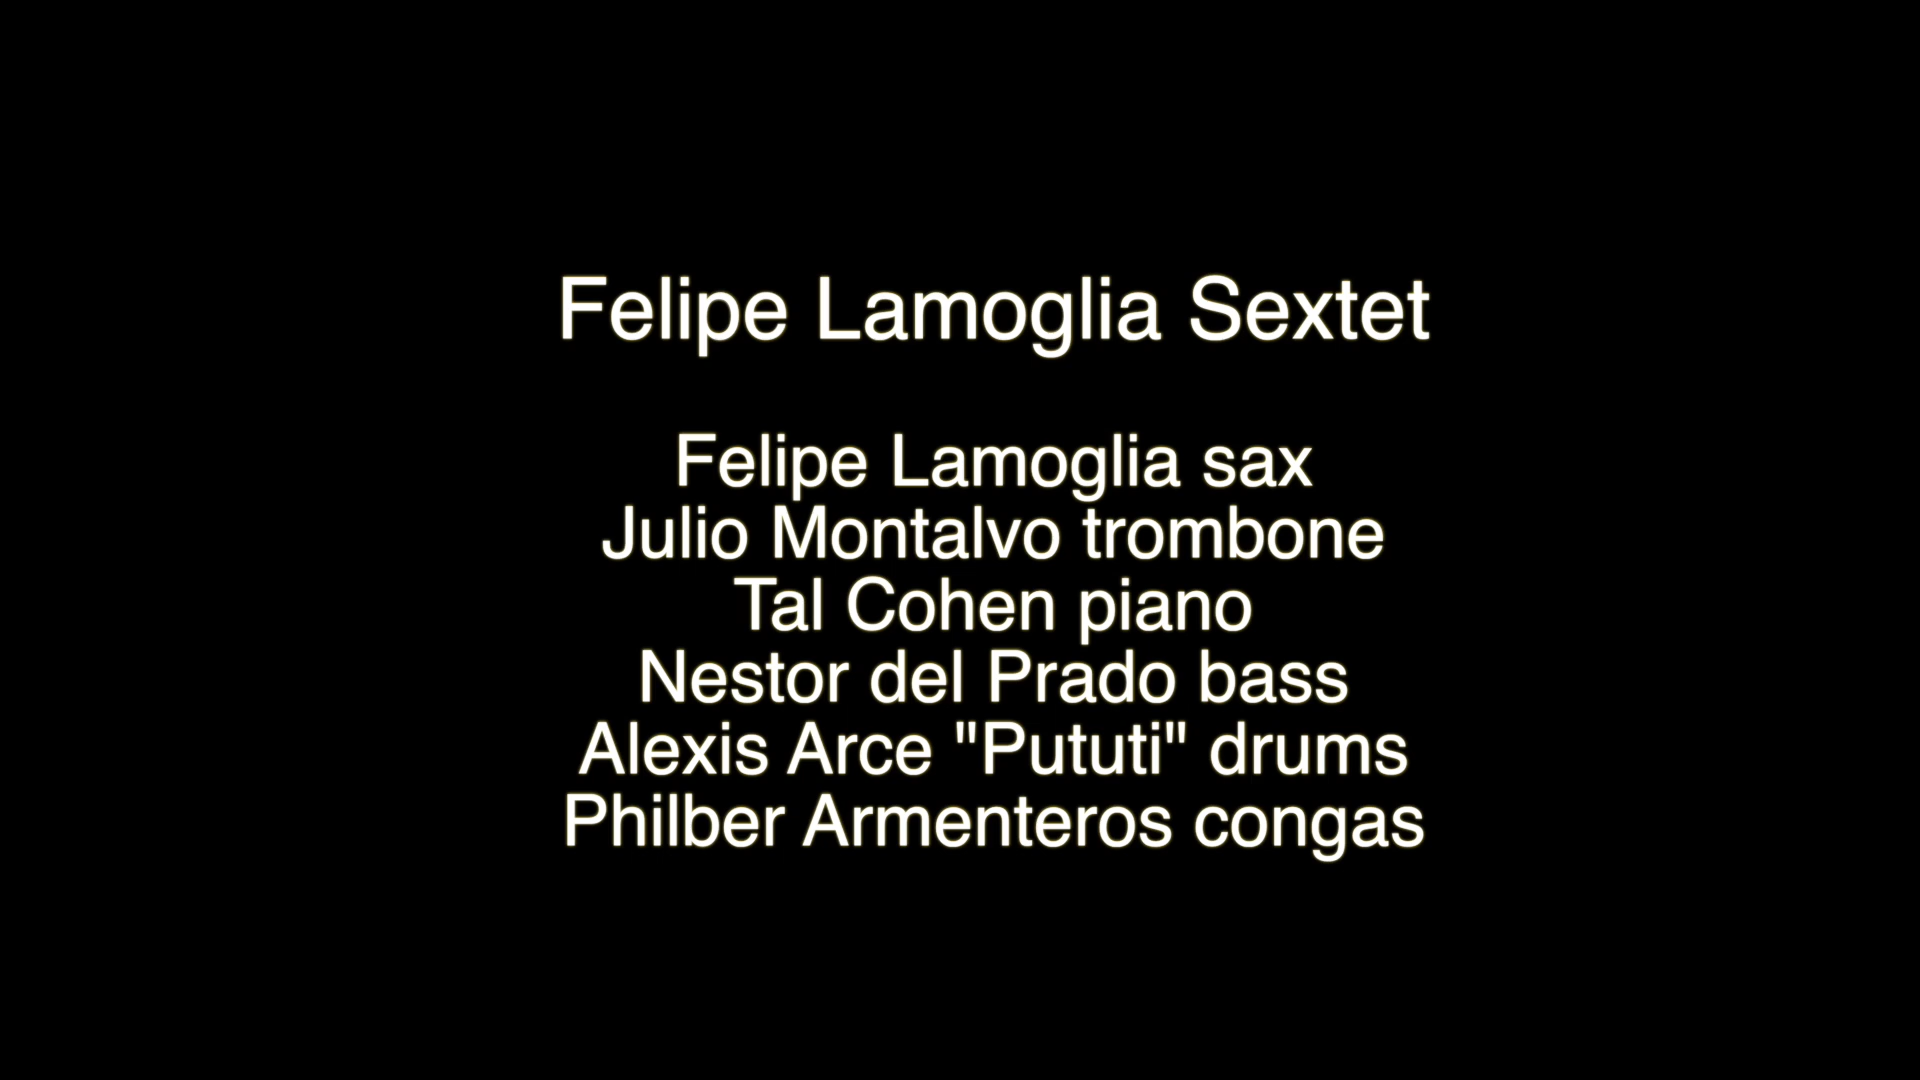 Felipe Lamoglia Sextet
Felipe Lamoglia sax
Julio Montalvo trombone
Tal Cohen piano
Nestor del Prado bass
Alexis Arce "Pututi" drums
Philber Armenteros congas